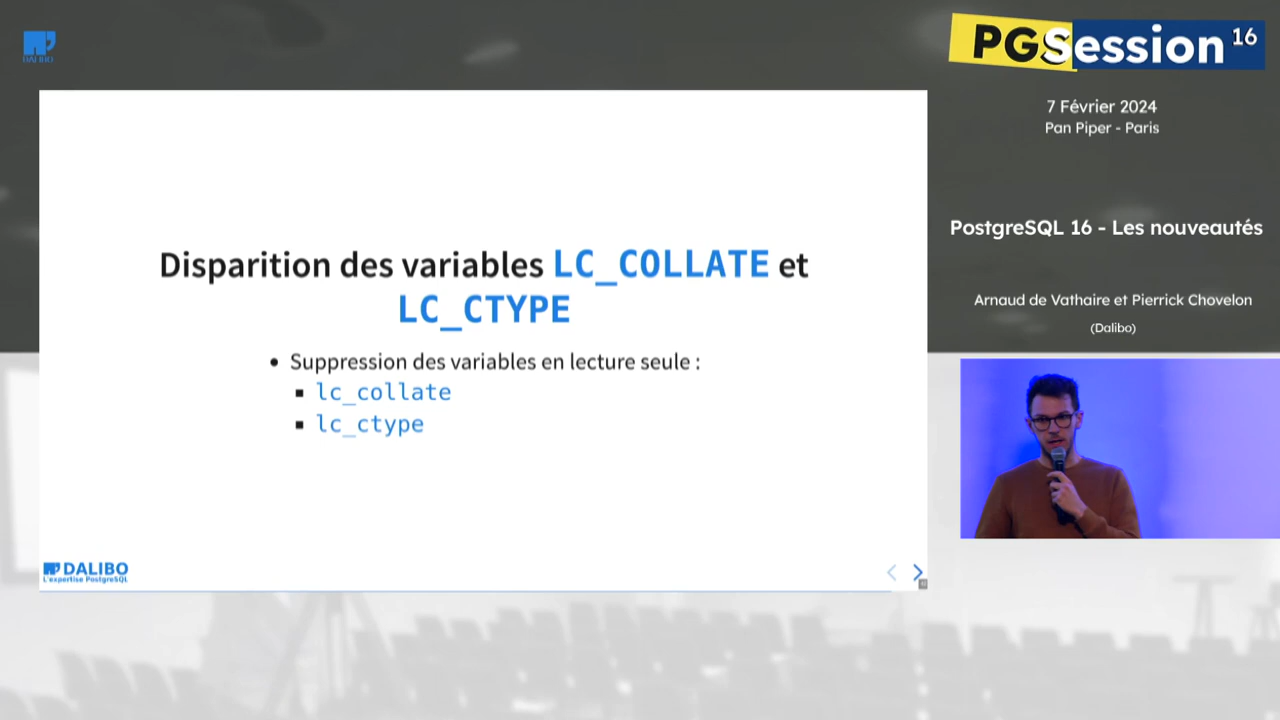 DALIBO
PGSession 16
7 Février 2024
Pan Piper - Paris
PostgreSQL 16 - Les nouveautés
Arnaud de Vathaire et Pierrick Chovelon
(Dalibo)
Disparition des variables LC_COLLATE et
LC_CTYPE
• Suppression des variables en lecture seule :
▪ lc_collate
▪ lc_ctype
DALIBO
L'expertise PostgreSQL